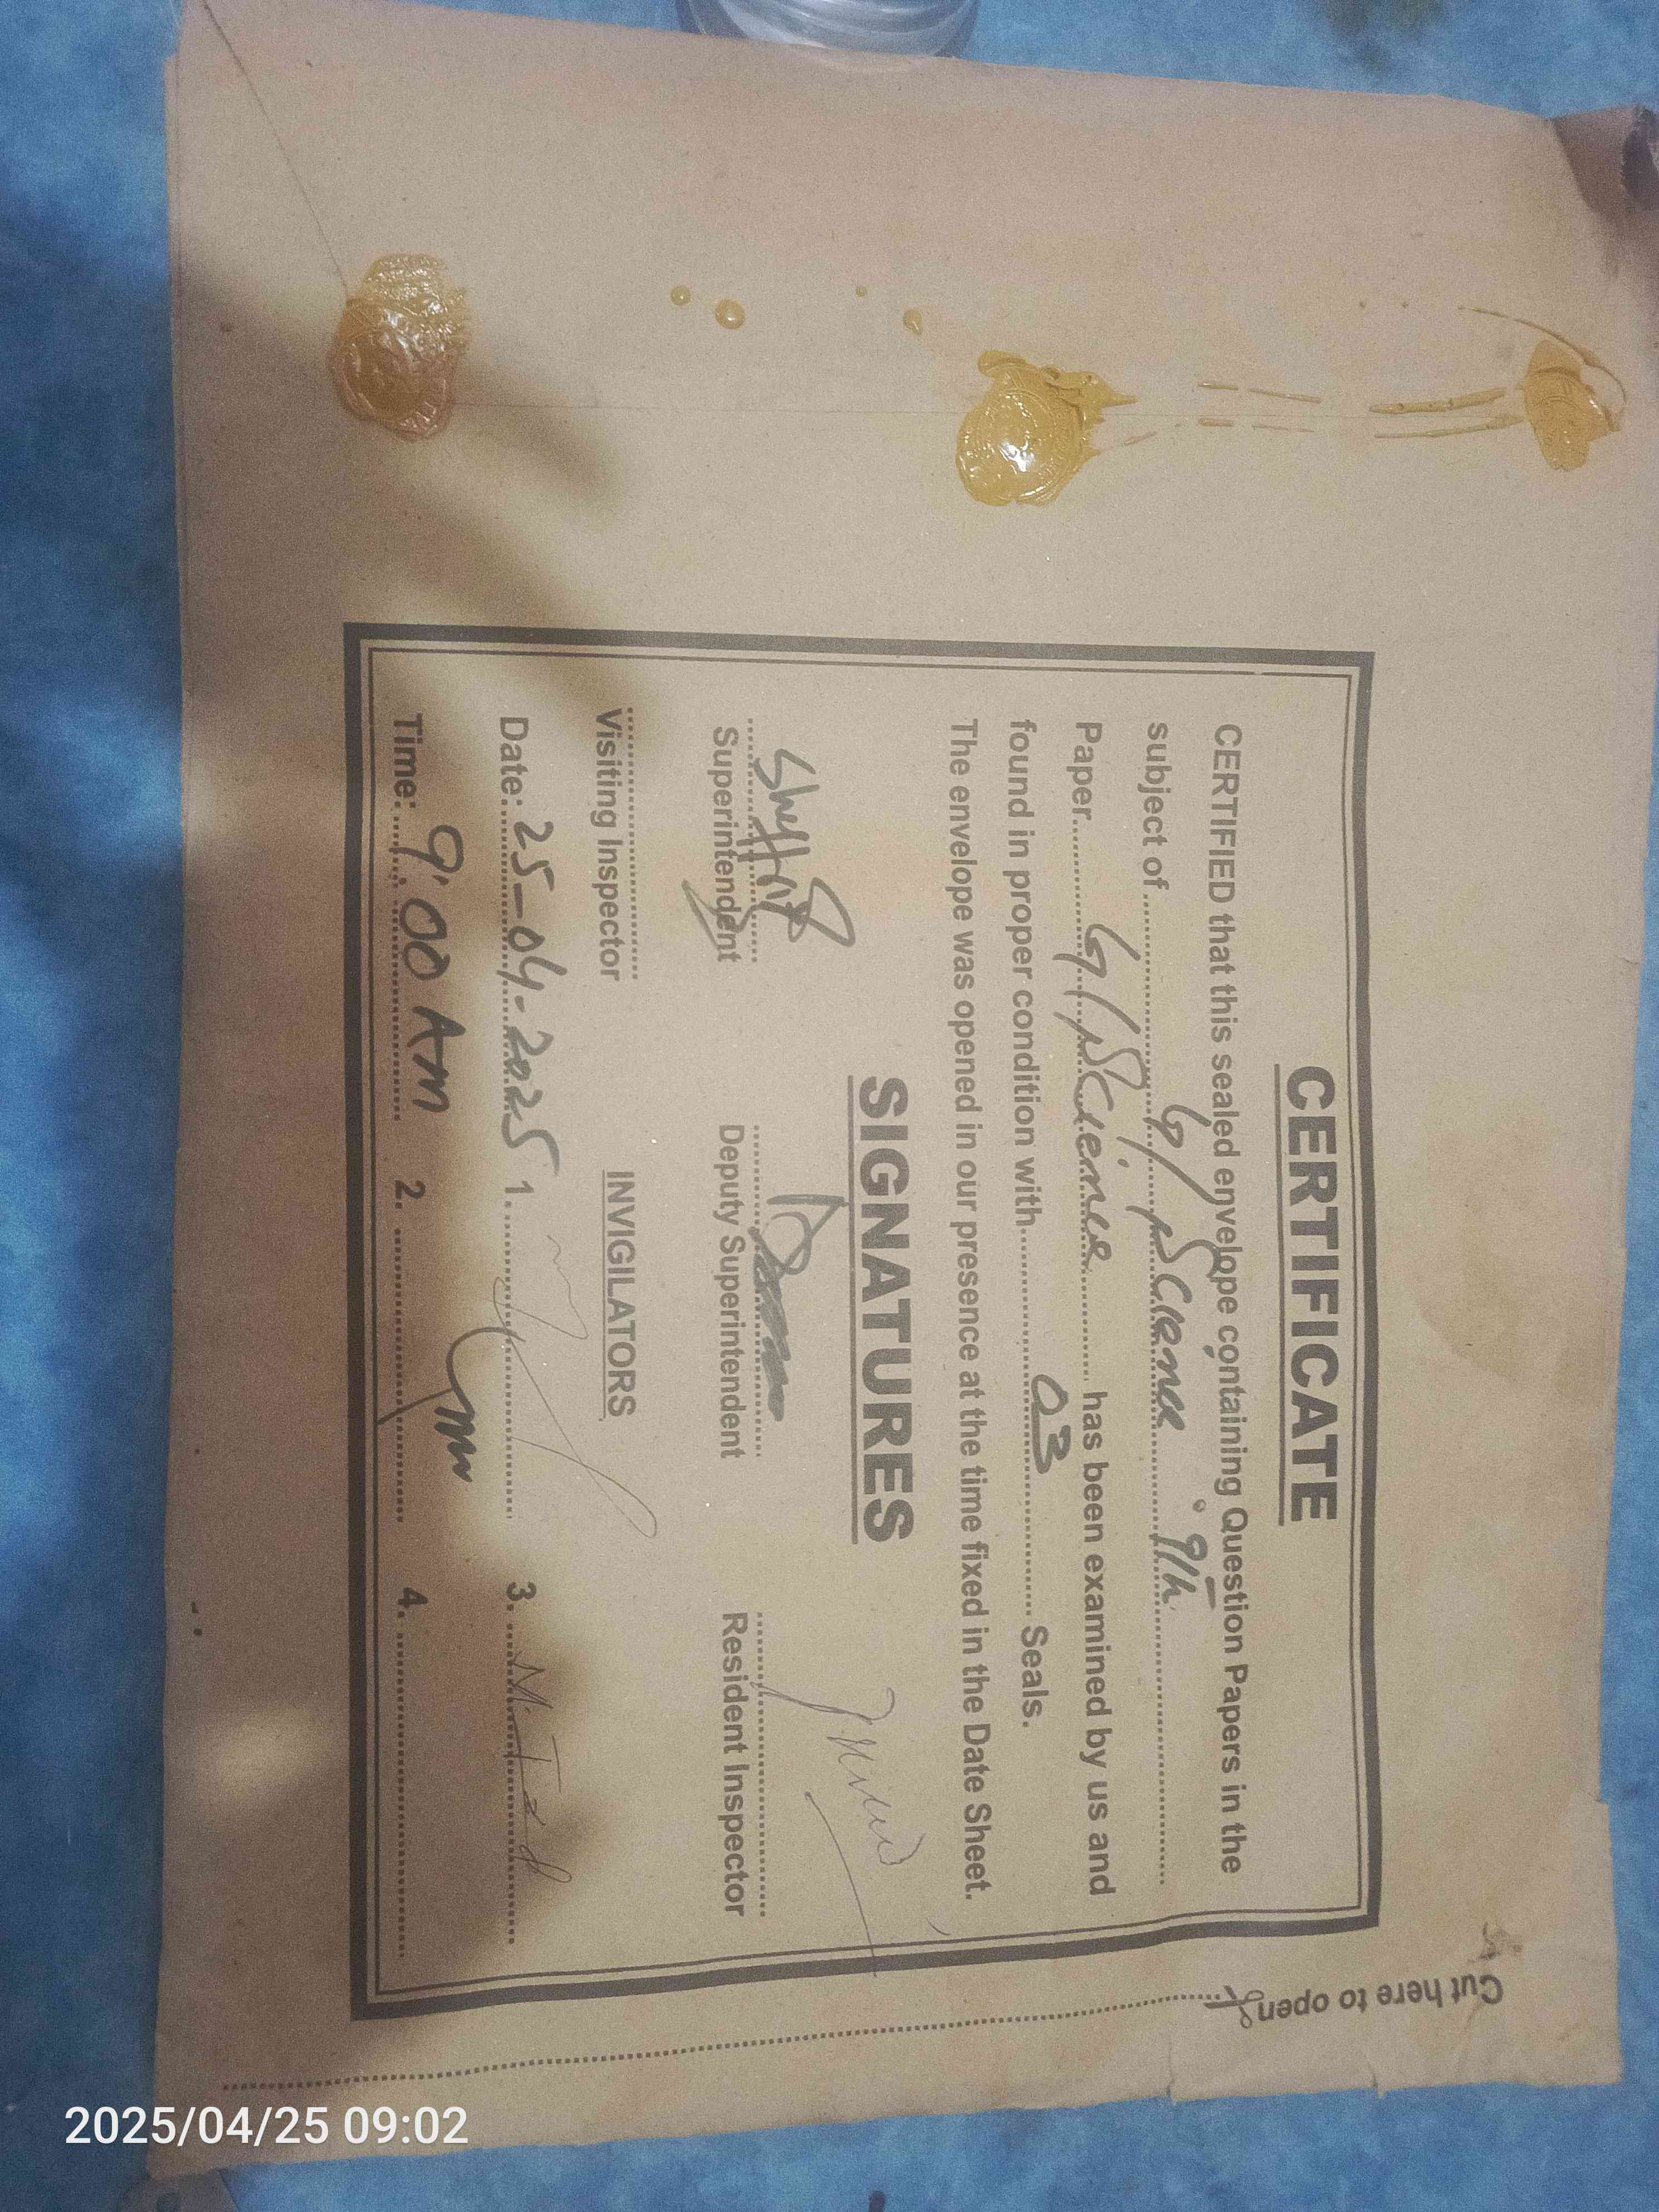 CERTIFICATE
CERTIFIED that this sealed envelope containing Question Papers in the
subject of G/Science 9th
Paper G/Science has been examined by us and
found in proper condition with 03 Seals.
The envelope was opened in our presence at the time fixed in the Date Sheet.
SIGNATURES
Superintendent Deputy Superintendent Resident Inspector
Visiting Inspector INVIGILATORS
Date: 25-04-2025 1. 3.
Time: 9:00 Am 2. 4.
Cut here to open
2025/04/25 09:02